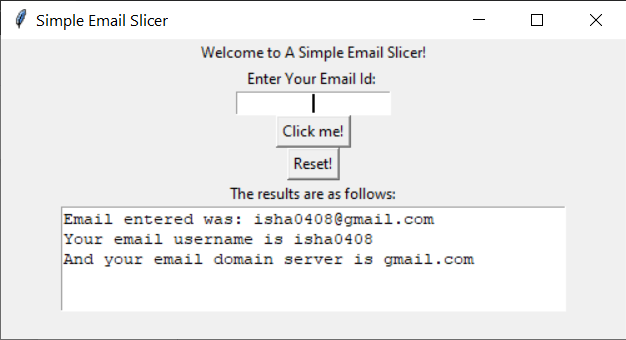 Simple Email Slicer
Welcome to A Simple Email Slicer!
Enter Your Email Id:
Click me!
Reset!
The results are as follows:
Email entered was: isha0408@gmail.com
Your email username is isha0408
And your email domain server is gmail.com